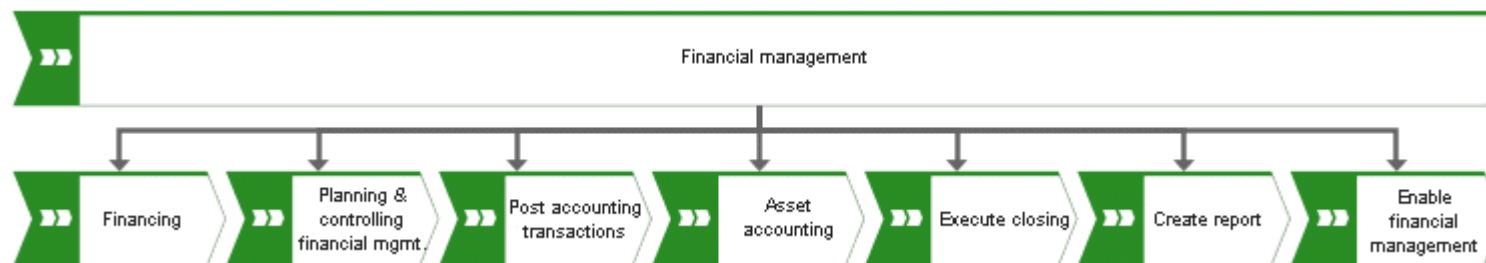 Financial management
Financing
Planning &
controlling
financial mgmt.
Post accounting
transactions
Asset
accounting
Execute closing
Create report
Enable
financial
management